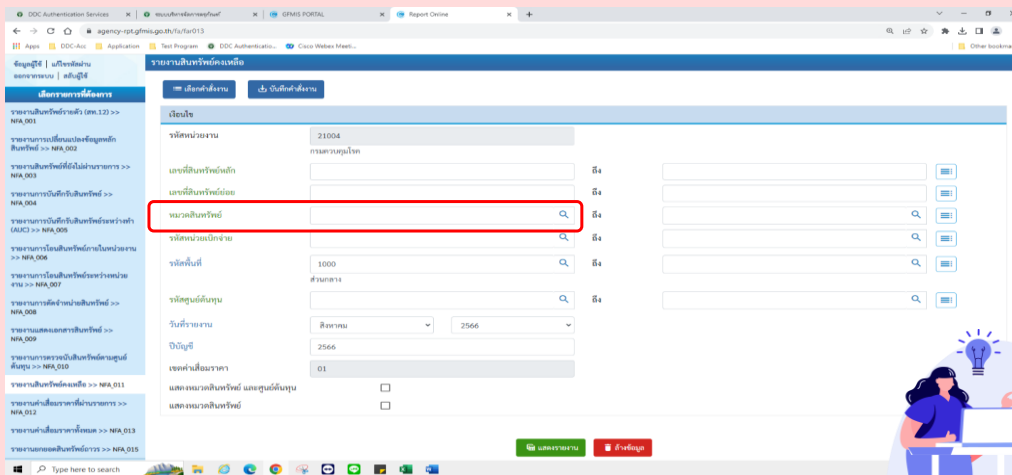 DDC Authentication Services
ระบบบริหารจัดการครุภัณฑ์
GFMIS PORTAL
Report Online
agency-rpt.gfmis.go.th/fa/far013
Apps
DDC-Acc
Application
Test Program
DDC Authenticatio...
Cisco Webex Meeti...
Other bookma
ข้อมูลผู้ใช้ | แก้ไขรหัสผ่าน
ออกจากระบบ | สลับผู้ใช้
เลือกรายการที่ต้องการ
รายงานสินทรัพย์รายตัว (สท.12) >>
NFA_001
รายงานการเปลี่ยนแปลงข้อมูลหลัก
สินทรัพย์ >> NFA_002
รายงานสินทรัพย์ที่ยังไม่ผ่านรายการ >>
NFA_003
รายงานการบันทึกรับสินทรัพย์ >>
NFA_004
รายงานการบันทึกรับสินทรัพย์ระหว่างทำ
(AUC) >> NFA_005
รายงานการโอนสินทรัพย์ภายในหน่วยงาน
>> NFA_006
รายงานการโอนสินทรัพย์ระหว่างหน่วย
งาน >> NFA_007
รายงานการตัดจำหน่ายสินทรัพย์ >>
NFA_008
รายงานแสดงเอกสารสินทรัพย์ >>
NFA_009
รายงานการตรวจนับสินทรัพย์ตามศูนย์
ต้นทุน >> NFA_010
รายงานสินทรัพย์คงเหลือ >> NFA_011
รายงานค่าเสื่อมราคาที่ผ่านรายการ >>
NFA_012
รายงานค่าเสื่อมราคาทั้งหมด >> NFA_013
รายงานยกยอดสินทรัพย์ถาวร >> NFA_015
รายงานสินทรัพย์คงเหลือ
เลือกคำสั่งงาน
บันทึกคำสั่งงาน
เงื่อนไข
รหัสหน่วยงาน 21004
กรมควบคุมโรค
เลขที่สินทรัพย์หลัก ถึง
เลขที่สินทรัพย์ย่อย ถึง
หมวดสินทรัพย์ ถึง
รหัสหน่วยเบิกจ่าย ถึง
รหัสพื้นที่ 1000 ถึง
ส่วนกลาง
รหัสศูนย์ต้นทุน ถึง
วันที่รายงาน สิงหาคม 2566
ปีบัญชี 2566
เขตค่าเสื่อมราคา 01
แสดงหมวดสินทรัพย์ และศูนย์ต้นทุน
แสดงหมวดสินทรัพย์
แสดงรายงาน
ล้างข้อมูล
Type here to search